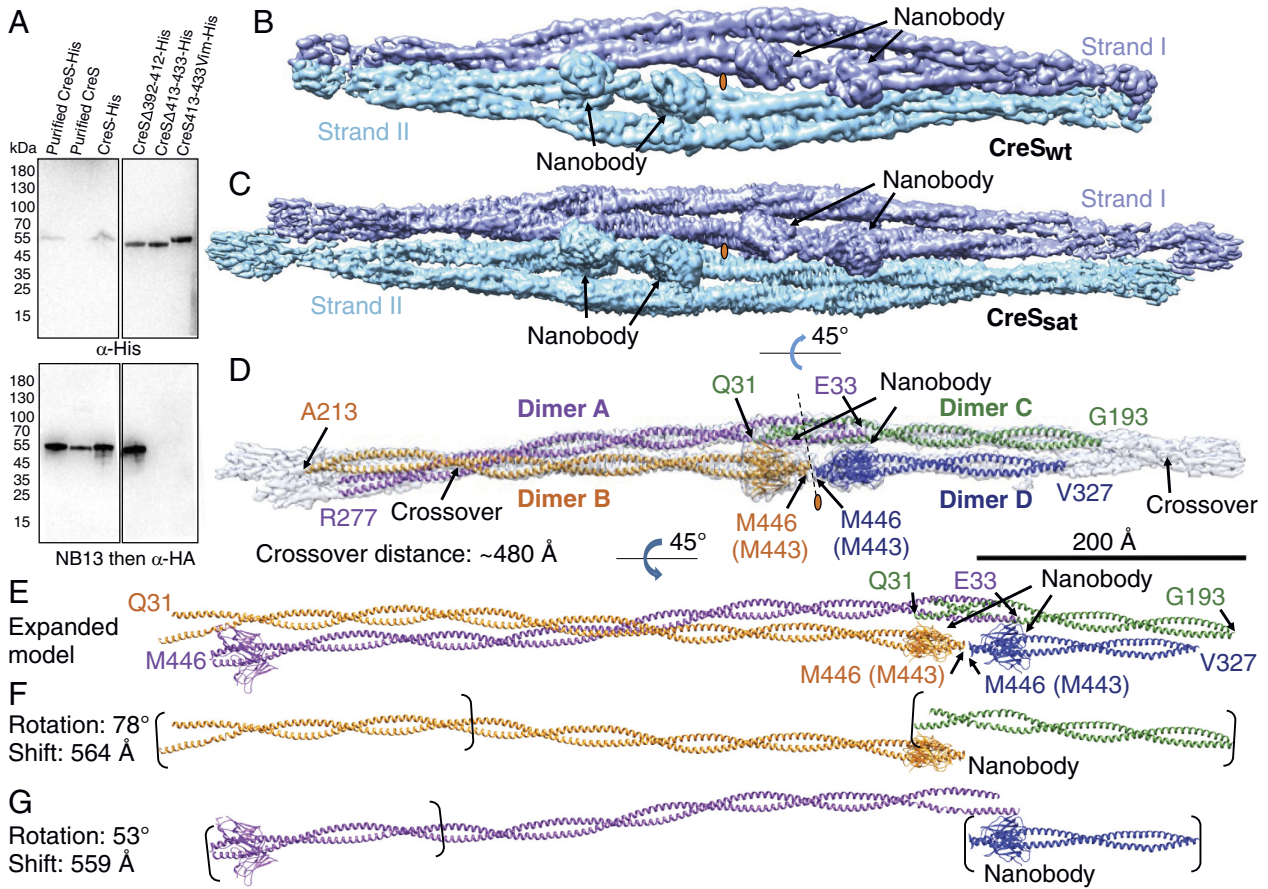 A
Purified CreS-His
Purified CreS
CreS-His
CreSΔ392-412-His
CreSΔ413-433-His
CreS413-433Vim-His
kDa
180
130
100
70
55
45
35
25
15
α-His
180
130
100
70
55
45
35
25
15
NB13 then α-HA
B
Nanobody
Strand I
Strand II
Nanobody
CreSwt
C
Nanobody
Strand I
Strand II
Nanobody
CreSsat
45°
D
Q31
E33
Nanobody
A213
Dimer A
Dimer C
G193
Crossover
Dimer B
Dimer D
V327
Crossover
R277
M446
(M443)
M446
(M443)
Crossover distance: ~480 Å
45°
200 Å
E
Expanded
model
Q31
M446
Q31
E33
Nanobody
G193
M446 (M443)
M446 (M443)
V327
F
Rotation: 78°
Shift: 564 Å
Nanobody
G
Rotation: 53°
Shift: 559 Å
Nanobody